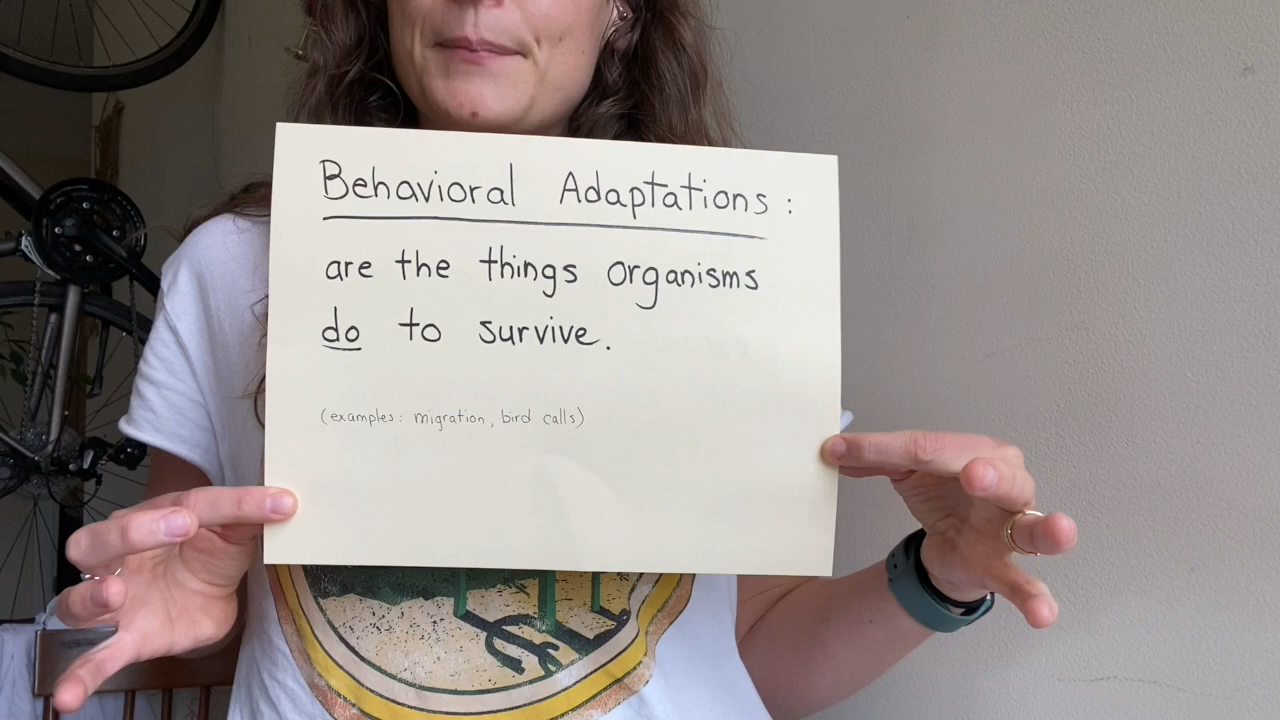 Behavioral Adaptations:
are the things organisms
do to survive.
(examples: migration, bird calls)